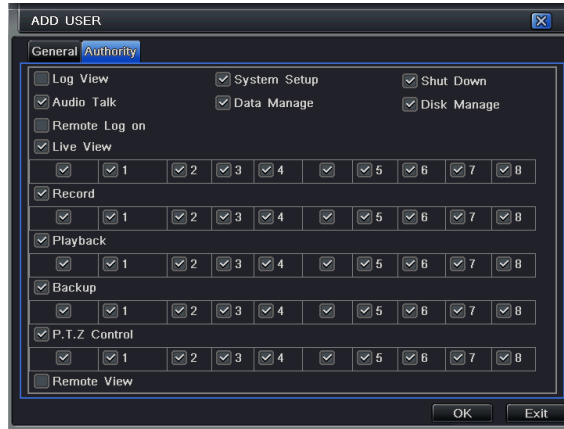 ADD USER
General Authority
Log View System Setup Shut Down
Audio Talk Data Manage Disk Manage
Remote Log on
Live View
1 2 3 4 5 6 7 8
Record
1 2 3 4 5 6 7 8
Playback
1 2 3 4 5 6 7 8
Backup
1 2 3 4 5 6 7 8
P.T.Z Control
1 2 3 4 5 6 7 8
Remote View
OK Exit